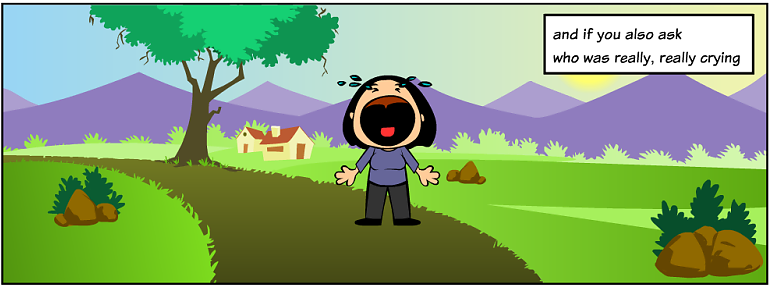 and if you also ask
who was really, really crying